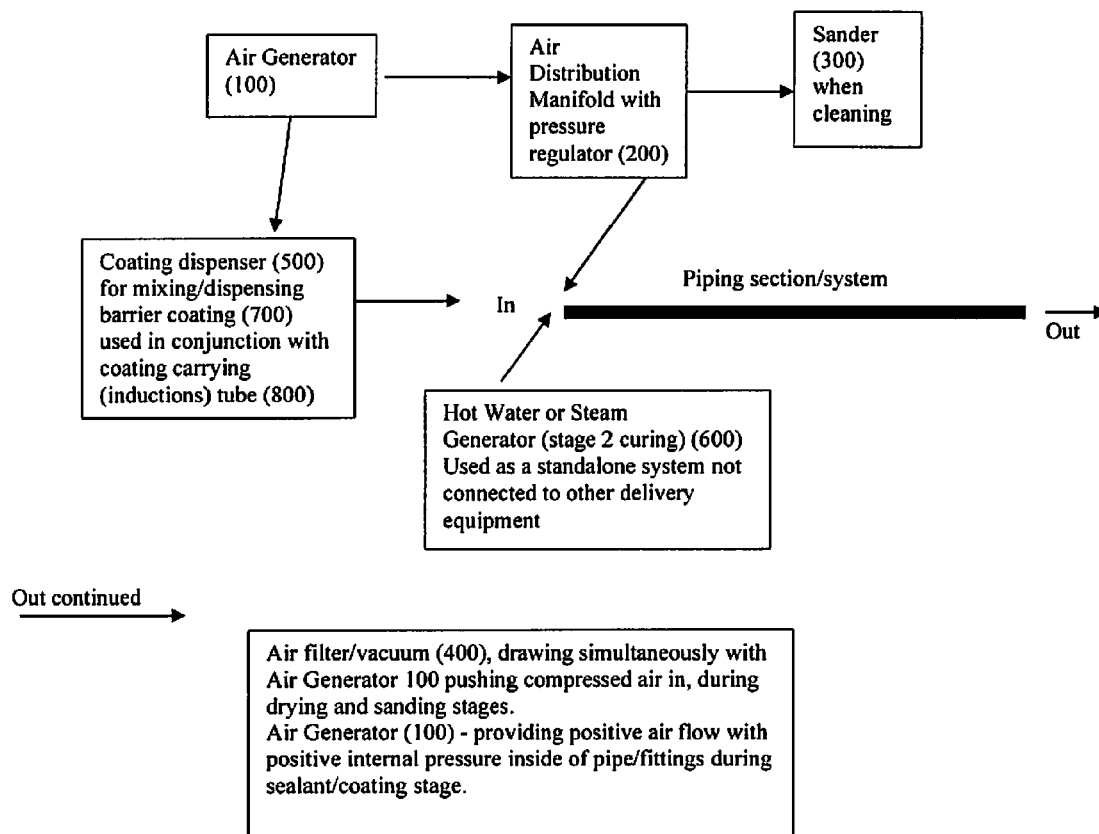 Air Generator
(100)
Air
Distribution
Manifold with
pressure
regulator (200)
Sander
(300)
when
cleaning
Coating dispenser (500)
for mixing/dispensing
barrier coating (700)
used in conjunction with
coating carrying
(inductions) tube (800)
In
Piping section/system
Out
Hot Water or Steam
Generator (stage 2 curing) (600)
Used as a standalone system not
connected to other delivery
equipment
Out continued
Air filter/vacuum (400), drawing simultaneously with
Air Generator 100 pushing compressed air in, during
drying and sanding stages.
Air Generator (100) - providing positive air flow with
positive internal pressure inside of pipe/fittings during
sealant/coating stage.